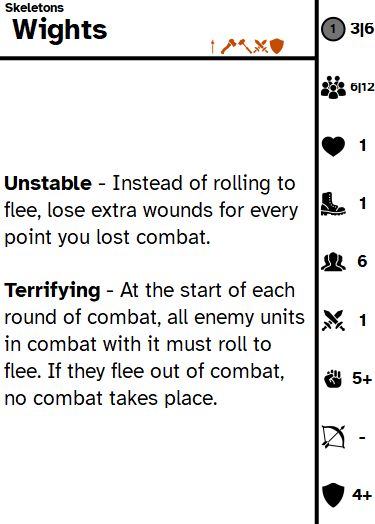 Skeletons
Wights
1 3|6
6|12
Unstable - Instead of rolling to
flee, lose extra wounds for every
point you lost combat.
Terrifying - At the start of each
round of combat, all enemy units
in combat with it must roll to
flee. If they flee out of combat,
no combat takes place.
1
1
6
1
5+
-
4+